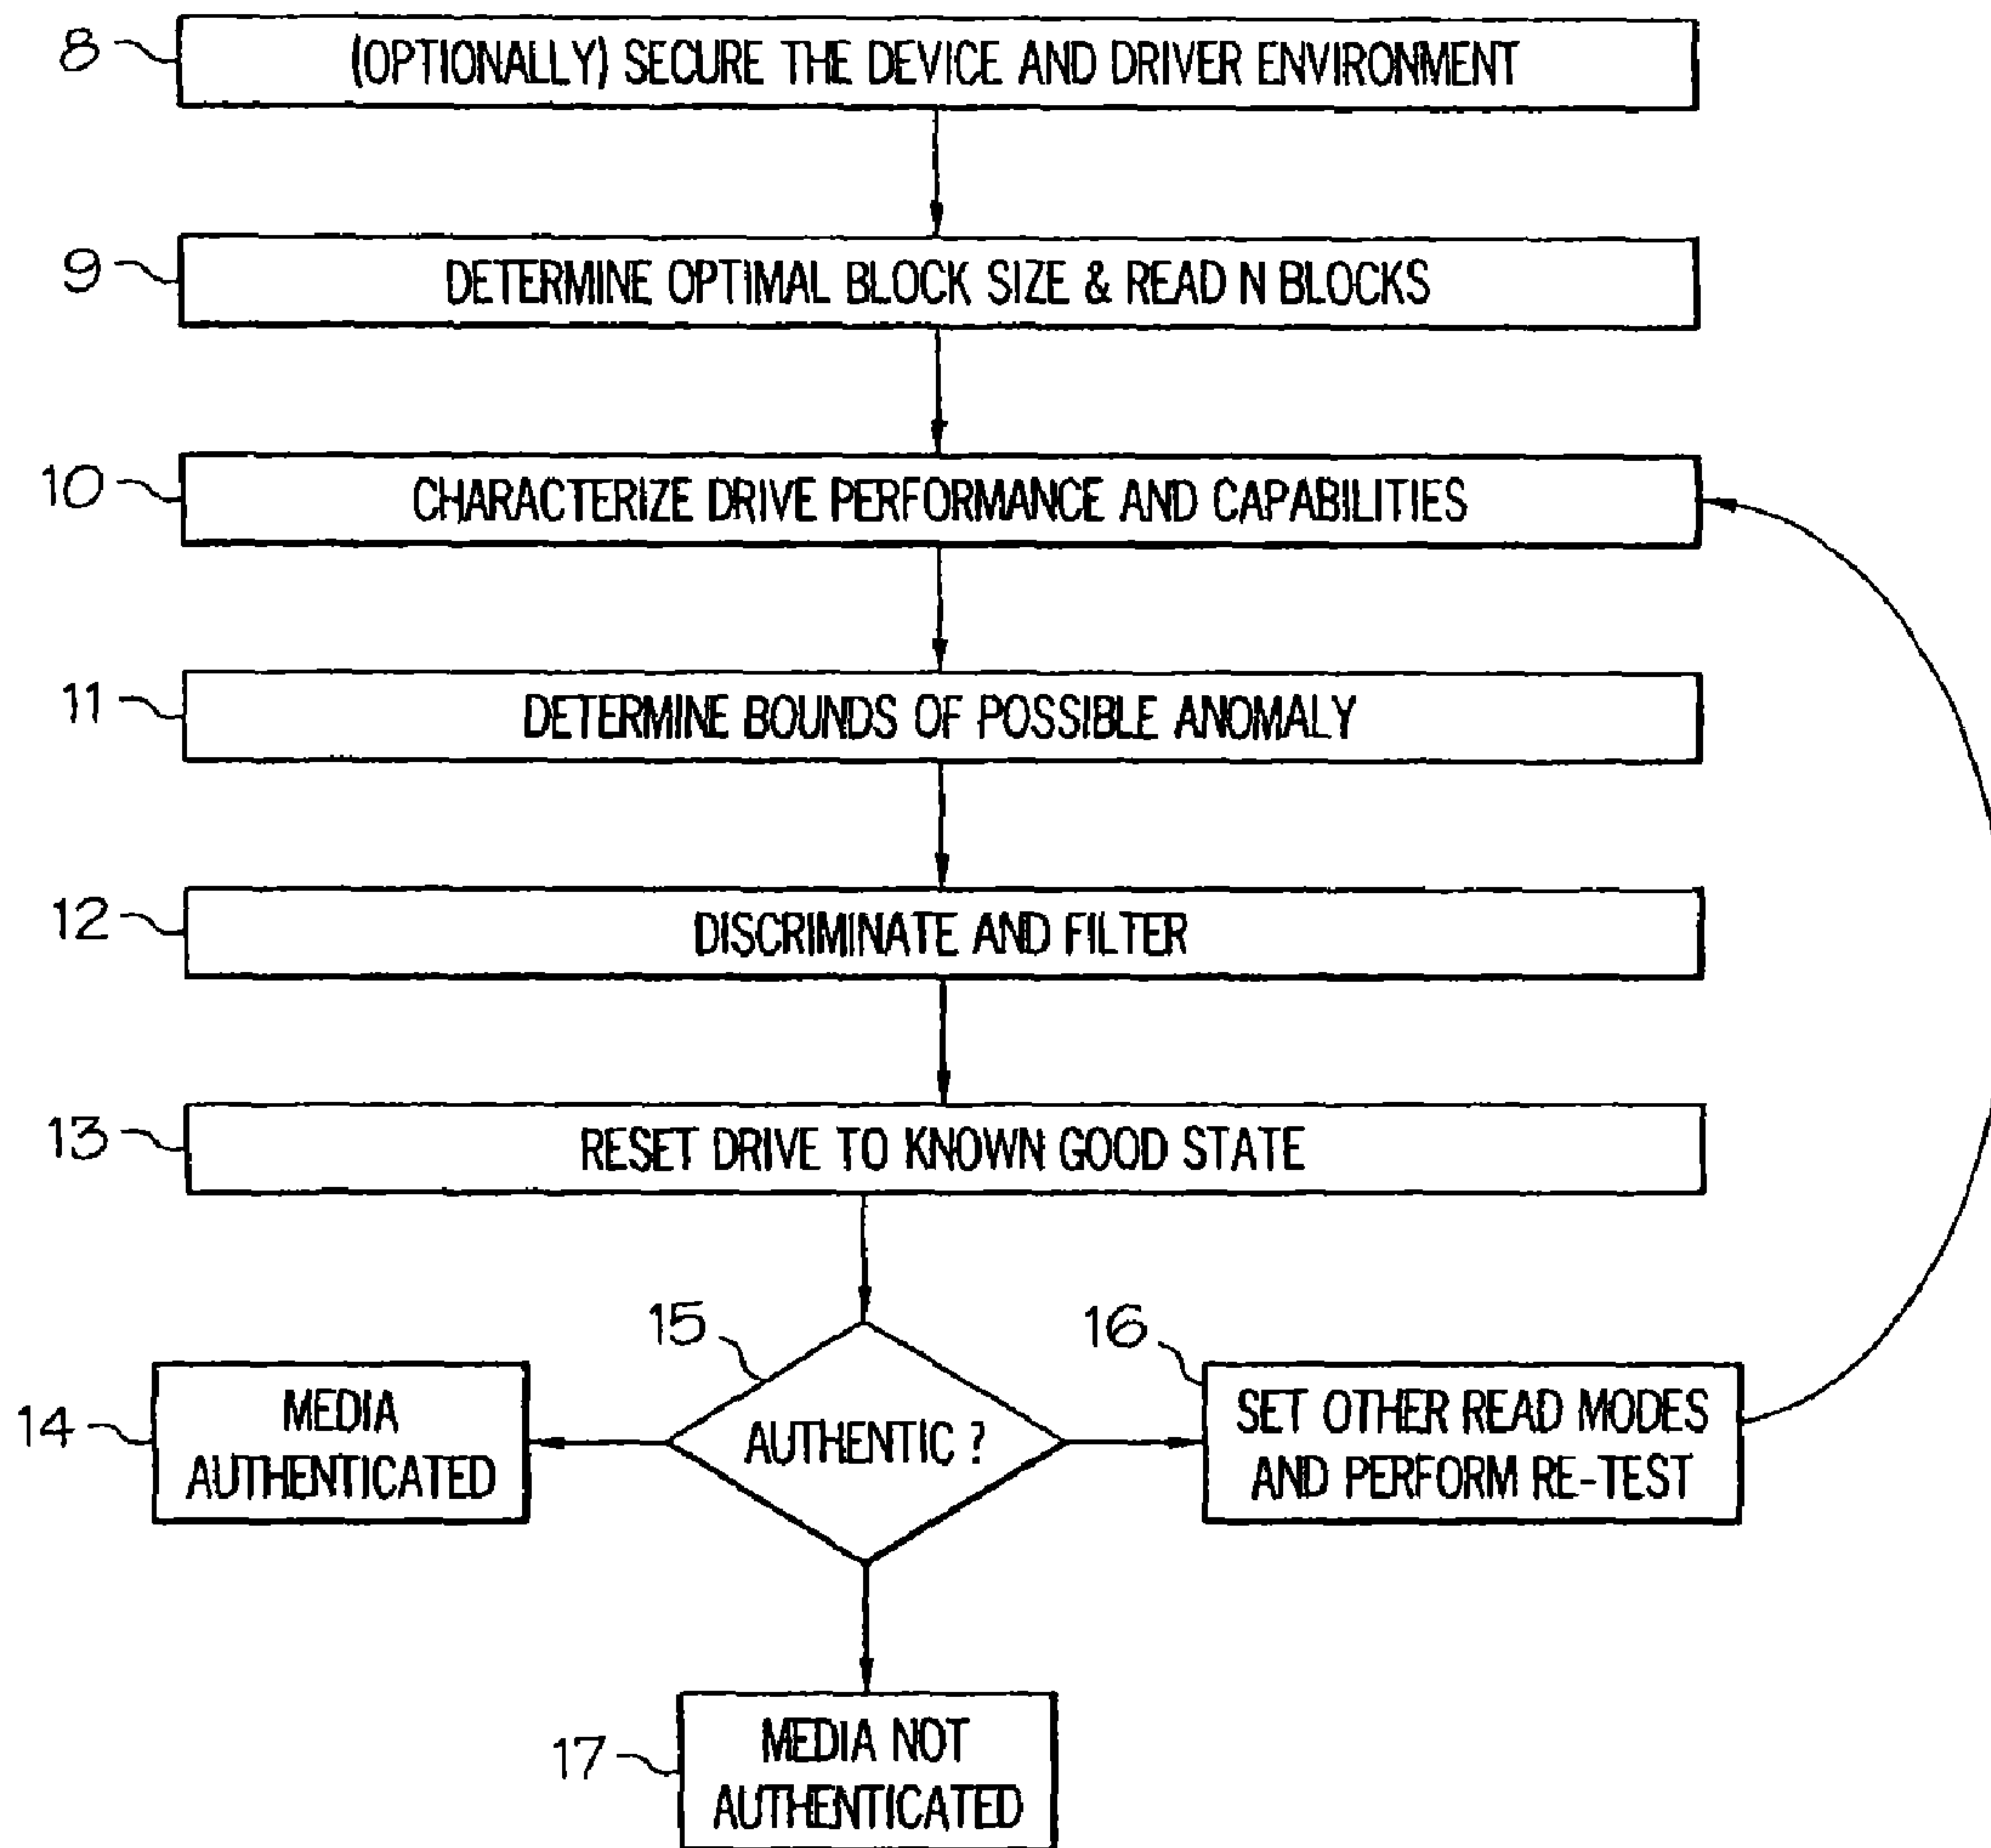 8
(OPTIONALLY) SECURE THE DEVICE AND DRIVER ENVIRONMENT
9
DETERMINE OPTIMAL BLOCK SIZE & READ N BLOCKS
10
CHARACTERIZE DRIVE PERFORMANCE AND CAPABILITIES
11
DETERMINE BOUNDS OF POSSIBLE ANOMALY
12
DISCRIMINATE AND FILTER
13
RESET DRIVE TO KNOWN GOOD STATE
14
MEDIA
AUTHENTICATED
15
AUTHENTIC ?
16
SET OTHER READ MODES
AND PERFORM RE-TEST
17
MEDIA NOT
AUTHENTICATED